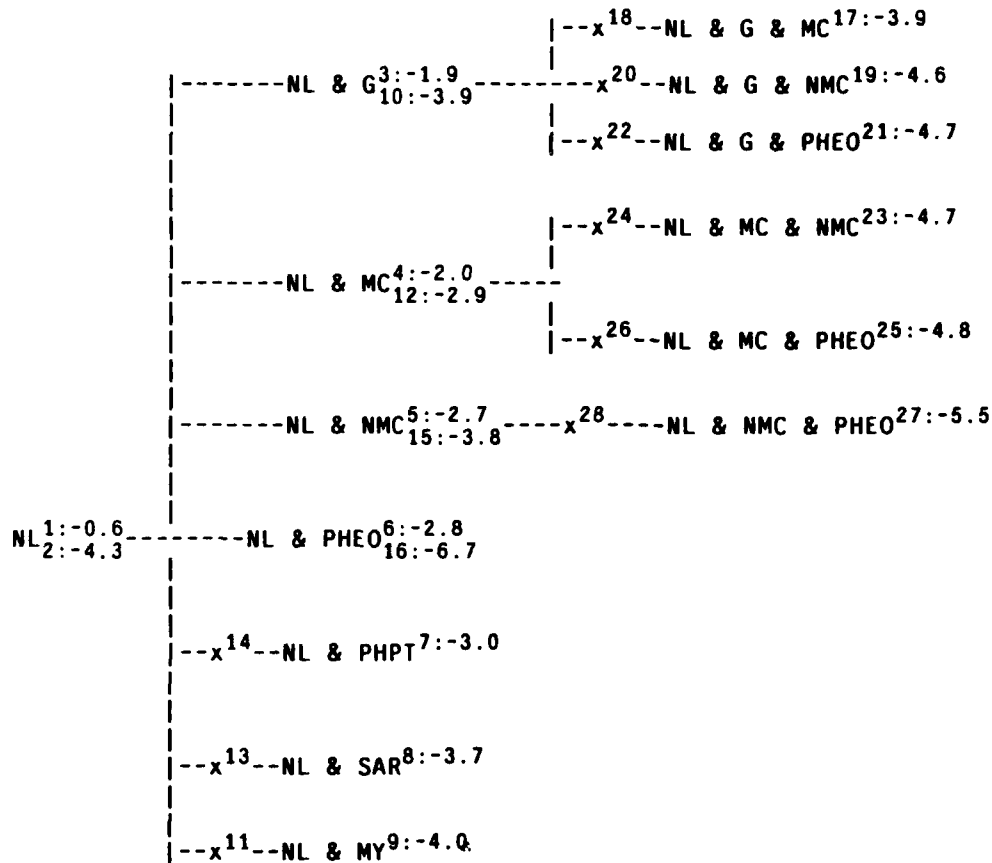 x18--NL & G & MC17:-3.9
NL & G3:-1.9 10:-3.9-------x20--NL & G & NMC19:-4.6
x22--NL & G & PHEO21:-4.7
x24--NL & MC & NMC23:-4.7
NL & MC4:-2.0 12:-2.9
x26--NL & MC & PHEO25:-4.8
NL & NMC5:-2.7 15:-3.8----x28----NL & NMC & PHEO27:-5.5
NL1:-0.6 2:-4.3-------NL & PHEO6:-2.8 16:-6.7
x14--NL & PHPT7:-3.0
x13--NL & SAR8:-3.7
x11--NL & MY9:-4.0